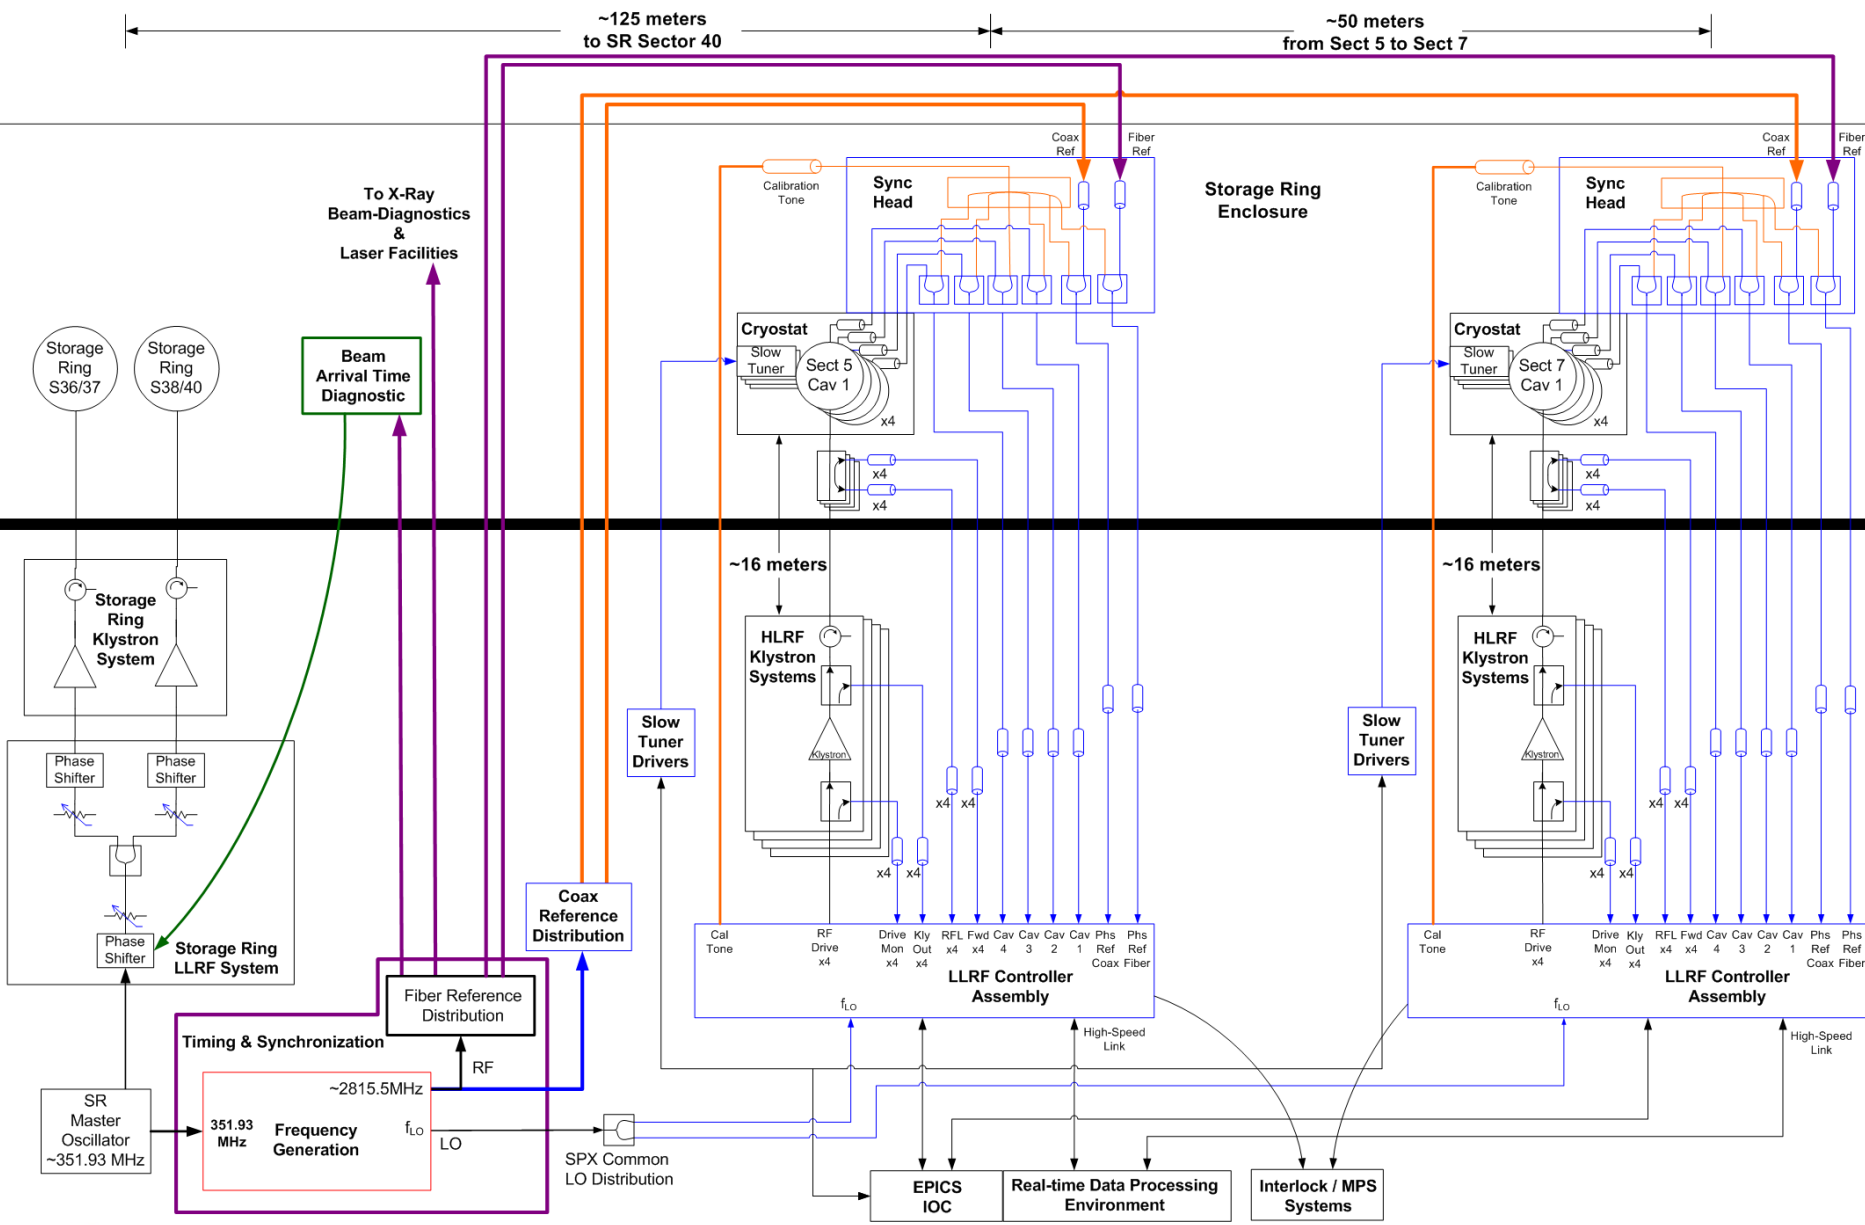 ~125 meters
to SR Sector 40
~50 meters
from Sect 5 to Sect 7
Coax
Ref
Fiber
Ref
Coax
Ref
Fiber
Ref
To X-Ray
Beam-Diagnostics
&
Laser Facilities
Calibration
Tone
Sync
Head
Storage Ring
Enclosure
Calibration
Tone
Sync
Head
Storage
Ring
S36/37
Storage
Ring
S38/40
Beam
Arrival Time
Diagnostic
Cryostat
Slow
Tuner
Sect 5
Cav 1
x4
x4
x4
Cryostat
Slow
Tuner
Sect 7
Cav 1
x4
x4
x4
~16 meters
~16 meters
Storage
Ring
Klystron
System
HLRF
Klystron
Systems
Klystron
HLRF
Klystron
Systems
Klystron
Slow
Tuner
Drivers
Slow
Tuner
Drivers
Phase
Shifter
Phase
Shifter
x4
x4
x4
x4
x4
x4
x4
x4
Phase
Shifter
Storage Ring
LLRF System
Coax
Reference
Distribution
Cal
Tone
RF
Drive
x4
Drive
Mon
x4
Kly
Out
x4
RFL
x4
Fwd
x4
Cav
4
Cav
3
Cav
2
Cav
1
Phs
Ref
Coax
Phs
Ref
Fiber
LLRF Controller
Assembly
fLO
Cal
Tone
RF
Drive
x4
Drive
Mon
x4
Kly
Out
x4
RFL
x4
Fwd
x4
Cav
4
Cav
3
Cav
2
Cav
1
Phs
Ref
Coax
Phs
Ref
Fiber
LLRF Controller
Assembly
fLO
Fiber Reference
Distribution
Timing & Synchronization
RF
High-Speed
Link
High-Speed
Link
SR
Master
Oscillator
~351.93 MHz
~2815.5MHz
351.93
MHz
Frequency
Generation
fLO
LO
SPX Common
LO Distribution
EPICS
IOC
Real-time Data Processing
Environment
Interlock / MPS
Systems